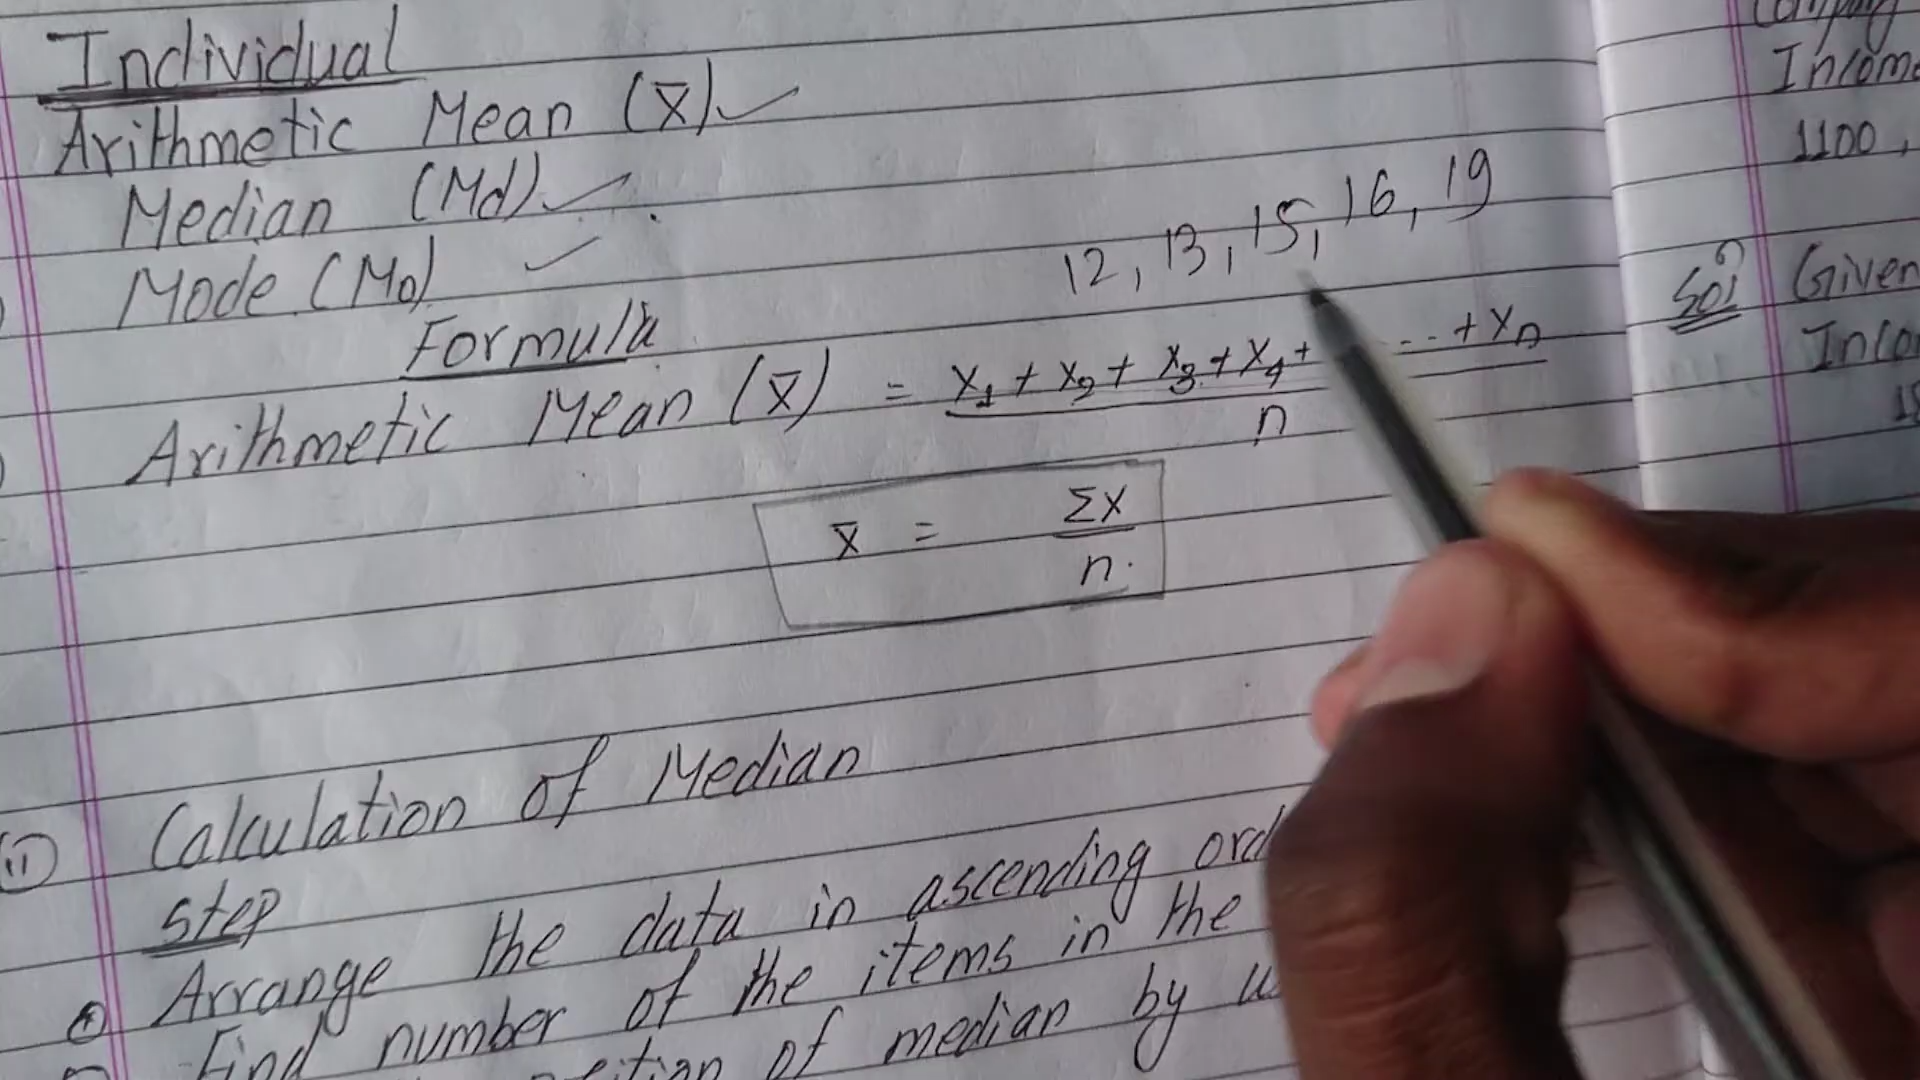 Individual
Arithmetic Mean (x̄) ✓
Median (Md) ✓
Mode (Mo) ✓
12, 13, 15, 16, 19
Formula
Arithmetic Mean (x̄) = x₁ + x₂ + x₃ + x₄ + ... + xₙ
n
x̄ = Σx
n.
(ii) Calculation of Median
step
Arrange the data in ascending
Find number of the items in the
of median by
1100,
Given